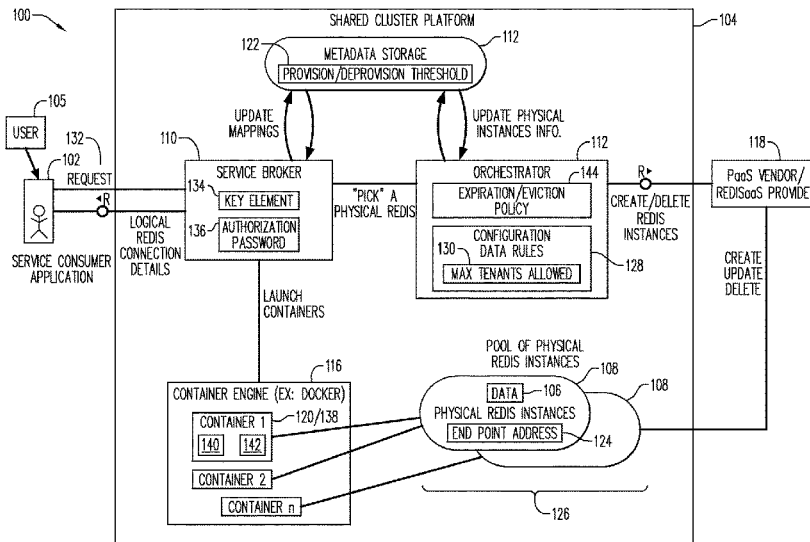 100
SHARED CLUSTER PLATFORM
104
122
METADATA STORAGE
PROVISION/DEPROVISION THRESHOLD
112
105
USER
132
102
UPDATE
MAPPINGS
UPDATE PHYSICAL
INSTANCES INFO.
110
SERVICE BROKER
134
KEY ELEMENT
136
AUTHORIZATION
PASSWORD
REQUEST
R
LOGICAL
REDIS
CONNECTION
DETAILS
SERVICE CONSUMER
APPLICATION
"PICK" A
PHYSICAL REDIS
112
ORCHESTRATOR
144
EXPIRATION/EVICTION
POLICY
CONFIGURATION
DATA RULES
130
MAX TENANTS ALLOWED
128
R
CREATE/DELETE
REDIS
INSTANCES
118
PaaS VENDOR/
REDISaaS PROVIDE
CREATE
UPDATE
DELETE
LAUNCH
CONTAINERS
116
CONTAINER ENGINE (EX: DOCKER)
CONTAINER 1
120/138
140
142
CONTAINER 2
CONTAINER n
POOL OF PHYSICAL
REDIS INSTANCES
108
108
DATA
106
PHYSICAL REDIS INSTANCES
END POINT ADDRESS
124
126